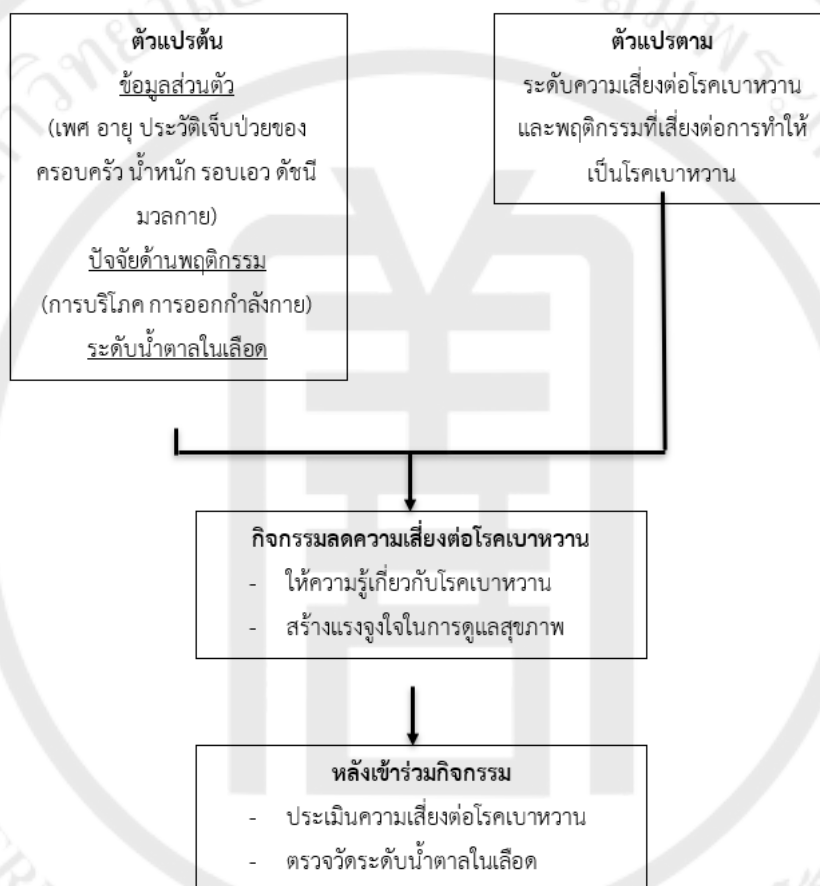 ตัวแปรต้น
ข้อมูลส่วนตัว
(เพศ อายุ ประวัติเจ็บป่วยของ
ครอบครัว น้ำหนัก รอบเอว ดัชนี
มวลกาย)
ปัจจัยด้านพฤติกรรม
(การบริโภค การออกกำลังกาย)
ระดับน้ำตาลในเลือด
ตัวแปรตาม
ระดับความเสี่ยงต่อโรคเบาหวาน
และพฤติกรรมที่เสี่ยงต่อการทำให้
เป็นโรคเบาหวาน
กิจกรรมลดความเสี่ยงต่อโรคเบาหวาน
- ให้ความรู้เกี่ยวกับโรคเบาหวาน
- สร้างแรงจูงใจในการดูแลสุขภาพ
หลังเข้าร่วมกิจกรรม
- ประเมินความเสี่ยงต่อโรคเบาหวาน
- ตรวจวัดระดับน้ำตาลในเลือด